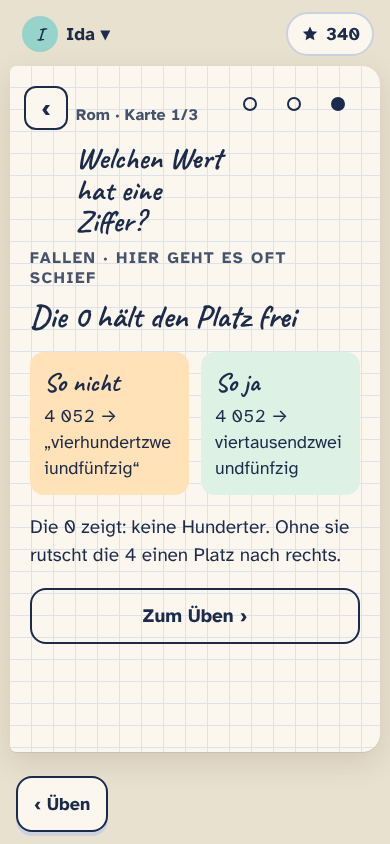 I Ida ▾ ★ 340
‹ Rom · Karte 1/3
Welchen Wert
hat eine
Ziffer?
FALLEN · HIER GEHT ES OFT
SCHIEF
Die 0 hält den Platz frei
So nicht
4 052 →
„vierhundertzwe
iundfünfzig“
So ja
4 052 →
viertausendzwei
undfünfzig
Die 0 zeigt: keine Hunderter. Ohne sie
rutscht die 4 einen Platz nach rechts.
Zum Üben ›
‹ Üben